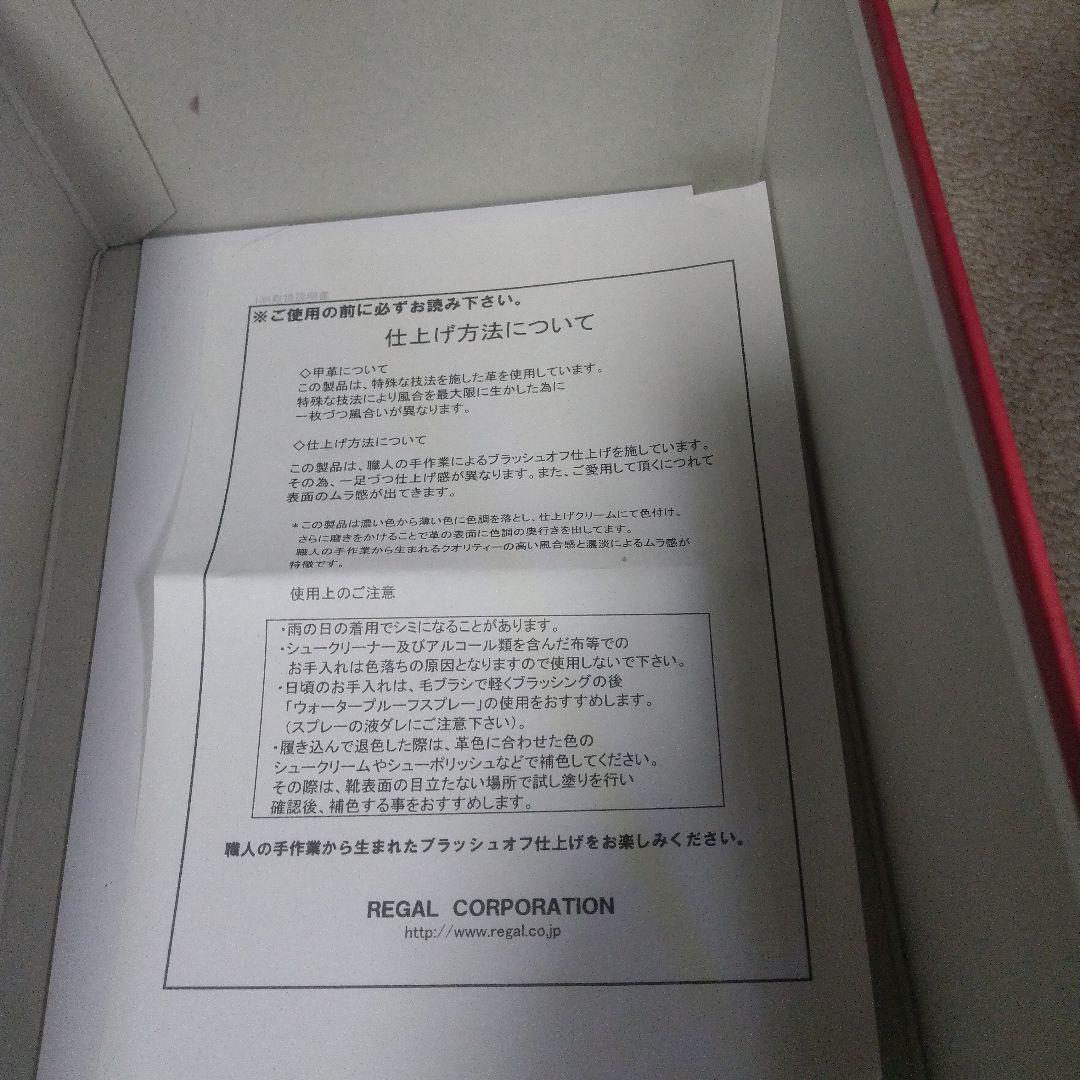 ※ご使用の前に必ずお読み下さい。
仕上げ方法について
◇甲革について
この製品は、特殊な技法を施した革を使用しています。
特殊な技法により風合を最大限に生かした為に
一枚づつ風合いが異なります。
◇仕上げ方法について
この製品は、職人の手作業によるブラッシュオフ仕上げを施しています。
その為、一足づつ仕上げ感が異なります。また、ご愛用して頂くにつれて
表面のムラ感が出てきます。
*この製品は濃い色から薄い色に色調を落とし、仕上げクリームにて色付け、
さらに磨きをかけることで革の表面に色調の奥行きを出してます。
職人の手作業から生まれるクオリティーの高い風合感と濃淡によるムラ感が
特徴です。
使用上のご注意
・雨の日の着用でシミになることがあります。
・シュークリーナー及びアルコール類を含んだ布等での
お手入れは色落ちの原因となりますので使用しないで下さい。
・日頃のお手入れは、毛ブラシで軽くブラッシングの後
「ウォータープルーフスプレー」の使用をおすすめします。
(スプレーの液ダレにご注意下さい)。
・履き込んで退色した際は、革色に合わせた色の
シュークリームやシューポリッシュなどで補色してください。
その際は、靴表面の目立たない場所で試し塗りを行い
確認後、補色する事をおすすめします。
職人の手作業から生まれたブラッシュオフ仕上げをお楽しみください。
REGAL CORPORATION
http://www.regal.co.jp